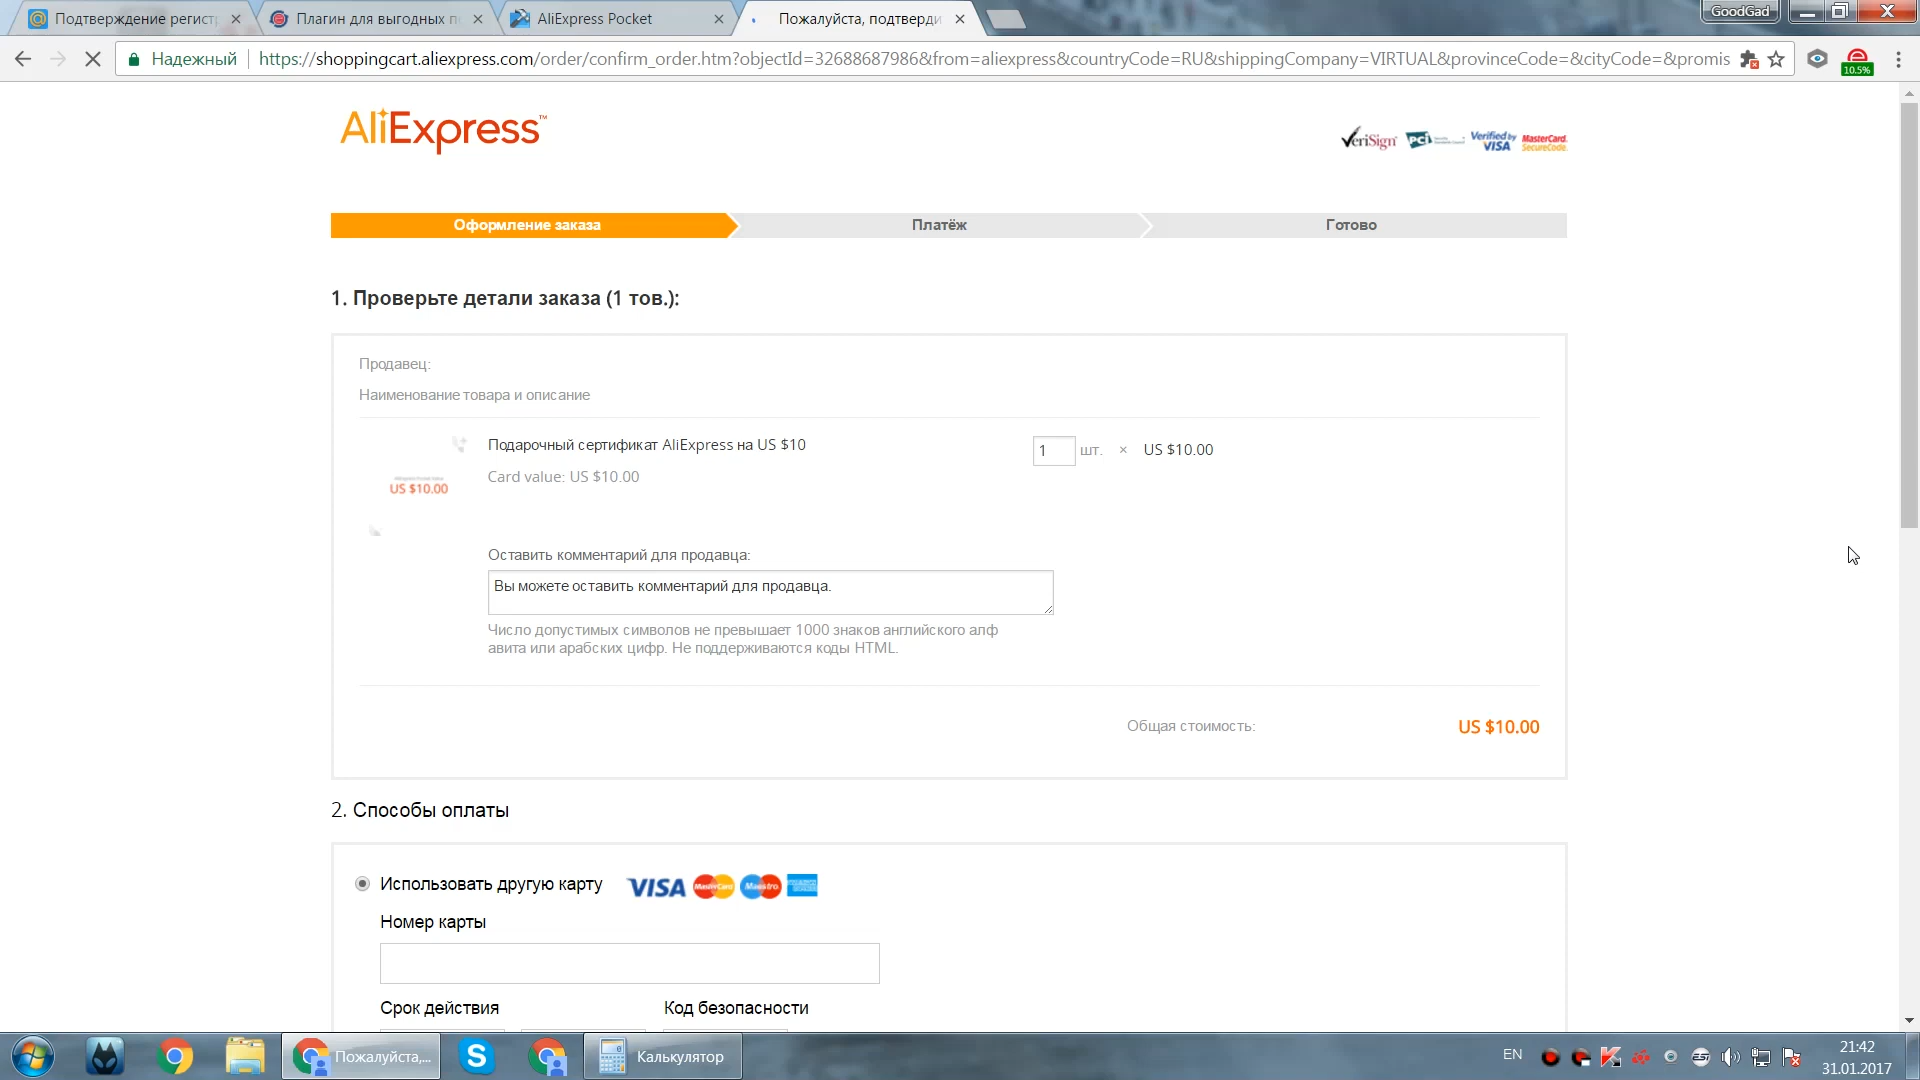 Подтверждение регистр
Плагин для выгодных п
AliExpress Pocket
Пожалуйста, подтверди
GoodGad
Надежный
https://shoppingcart.aliexpress.com/order/confirm_order.htm?objectId=32688687986&from=aliexpress&countryCode=RU&shippingCompany=VIRTUAL&provinceCode=&cityCode=&promis
10.5%
AliExpress™
VeriSign
PCI
Verified by VISA
MasterCard. SecureCode.
Оформление заказа
Платёж
Готово
1. Проверьте детали заказа (1 тов.):
Продавец:
Наименование товара и описание
US $10.00
Подарочный сертификат AliExpress на US $10
Card value: US $10.00
1 шт. × US $10.00
Оставить комментарий для продавца:
Вы можете оставить комментарий для продавца.
Число допустимых символов не превышает 1000 знаков английского алф
авита или арабских цифр. Не поддерживаются коды HTML.
Общая стоимость:
US $10.00
2. Способы оплаты
Использовать другую карту
VISA
MasterCard
Maestro
Номер карты
Срок действия
Код безопасности
Пожалуйста,...
Калькулятор
EN
21:42
31.01.2017